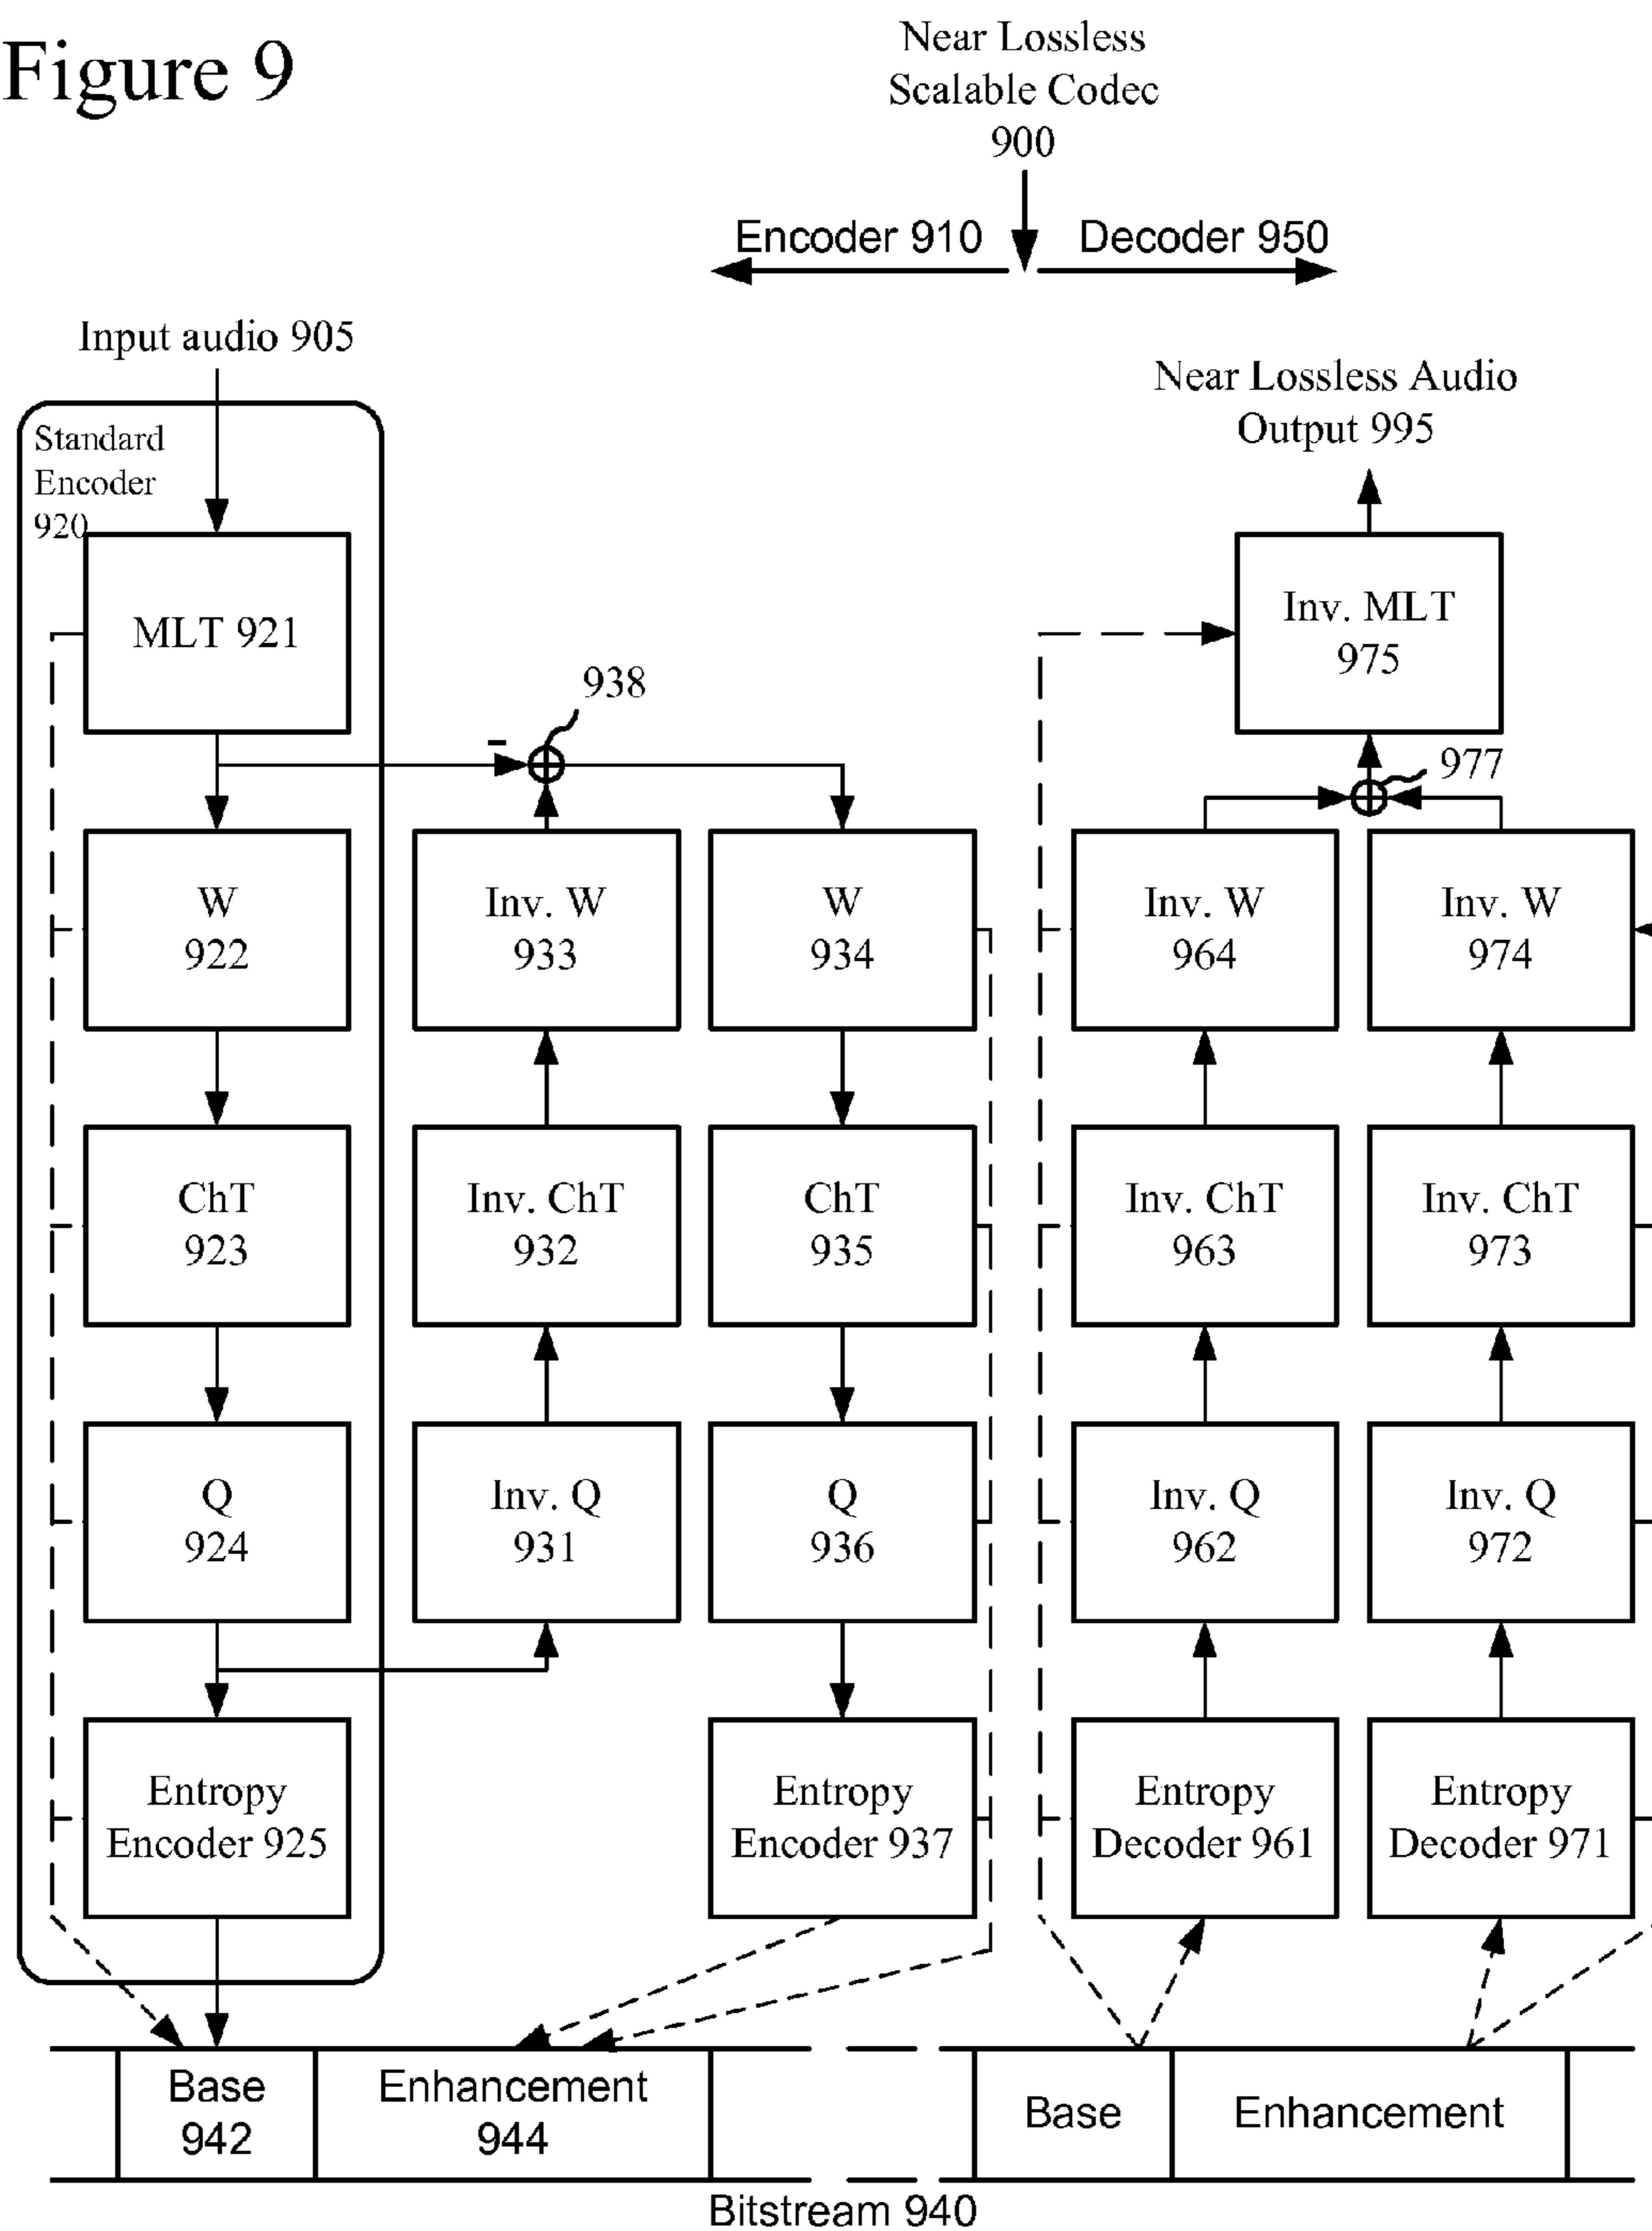 Figure 9
Near Lossless
Scalable Codec
900
Encoder 910
Decoder 950
Input audio 905
Near Lossless Audio
Output 995
Standard
Encoder
920
MLT 921
Inv. MLT
975
938
-
977
W
922
Inv. W
933
W
934
Inv. W
964
Inv. W
974
ChT
923
Inv. ChT
932
ChT
935
Inv. ChT
963
Inv. ChT
973
Q
924
Inv. Q
931
Q
936
Inv. Q
962
Inv. Q
972
Entropy
Encoder 925
Entropy
Encoder 937
Entropy
Decoder 961
Entropy
Decoder 971
Base
942
Enhancement
944
Base
Enhancement
Bitstream 940